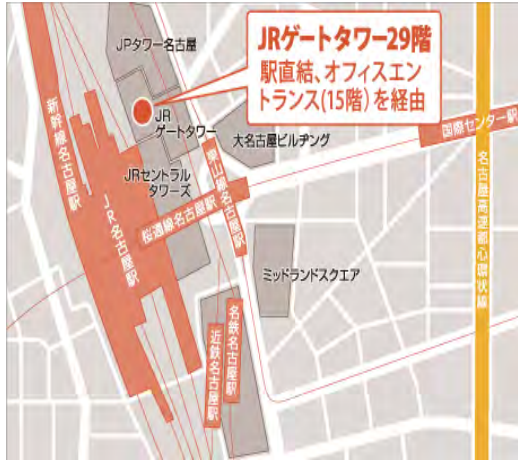 JRゲートタワー29階
駅直結、オフィスエン
トランス(15階)を経由
JPタワー名古屋
新幹線名古屋駅
JR
ゲートタワー
大名古屋ビルヂング
国際センター駅
JRセントラル
タワーズ
東山線名古屋駅
JR名古屋駅
桜通線名古屋駅
名古屋高速都心環状線
ミッドランドスクエア
名鉄名古屋駅
近鉄名古屋駅